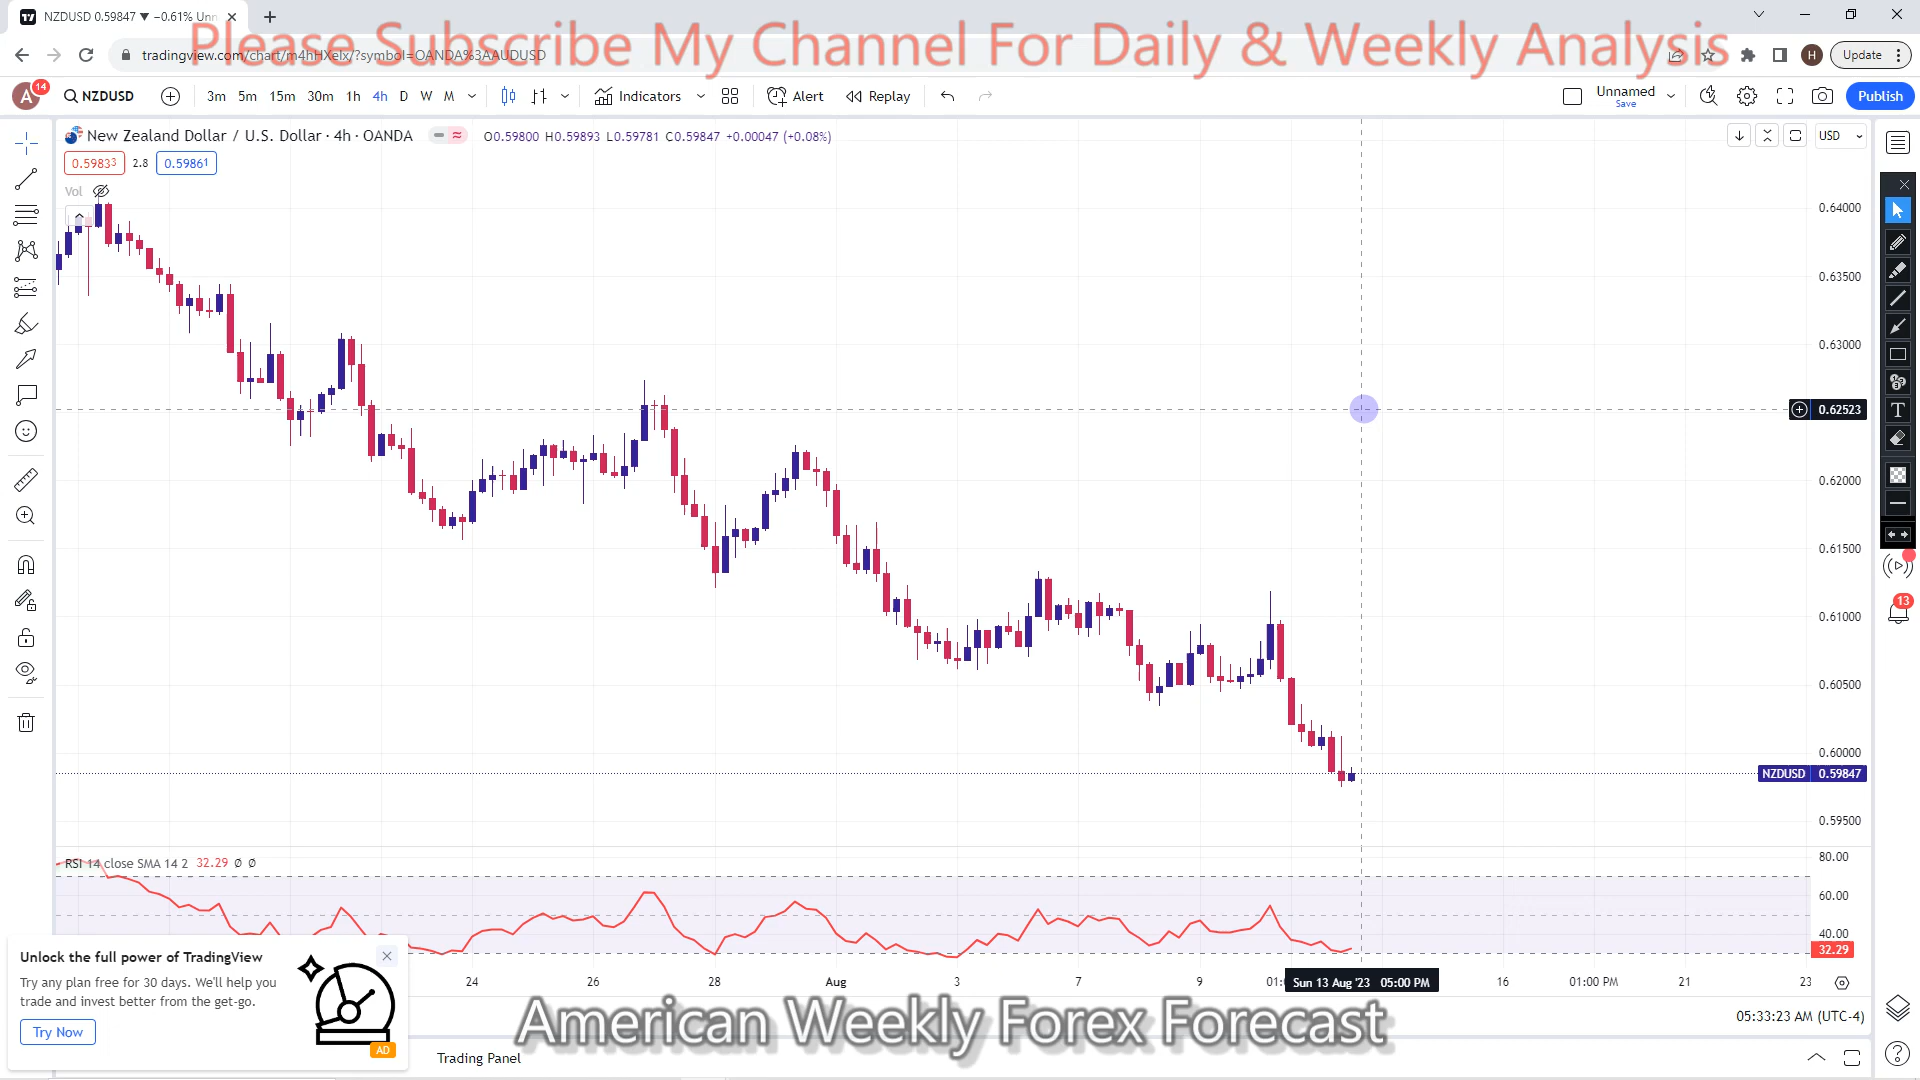 NZDUSD 0.59847 ▼ −0.61% Unn
Please Subscribe My Channel For Daily & Weekly Analysis
tradingview.com/chart/m4hHXelx/?symbol=OANDA%3AAUDUSD
H
Update
A 14
NZDUSD
3m 5m 15m 30m 1h 4h D W M
Indicators
Alert
Replay
Unnamed
Save
Publish
New Zealand Dollar / U.S. Dollar · 4h · OANDA
O0.59800 H0.59893 L0.59781 C0.59847 +0.00047 (+0.08%)
USD
0.59833 2.8 0.59861
Vol
0.64000
0.63500
0.63000
0.62523
0.62000
0.61500
0.61000
0.60500
0.60000
NZDUSD 0.59847
0.59500
T
13
RSI 14 close SMA 14 2 32.29 Ø Ø
80.00
60.00
40.00
32.29
24 26 28 Aug 3 7 9 01:0 Sun 13 Aug '23 05:00 PM 16 01:00 PM 21 23
Unlock the full power of TradingView
Try any plan free for 30 days. We'll help you
trade and invest better from the get-go.
Try Now
AD
American Weekly Forex Forecast
05:33:23 AM (UTC-4)
Trading Panel